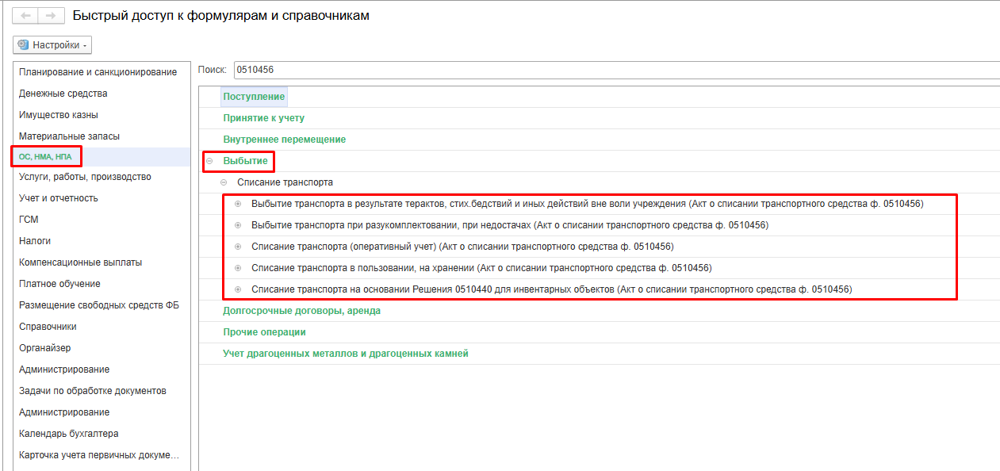 Быстрый доступ к формулярам и справочникам
Настройки
Планирование и санкционирование
Денежные средства
Имущество казны
Материальные запасы
ОС, НМА, НПА
Услуги, работы, производство
Учет и отчетность
ГСМ
Налоги
Компенсационные выплаты
Платное обучение
Размещение свободных средств ФБ
Справочники
Органайзер
Администрирование
Задачи по обработке документов
Администрирование
Календарь бухгалтера
Карточка учета первичных докуме...
Поиск: 0510456
Поступление
Принятие к учету
Внутреннее перемещение
Выбытие
Списание транспорта
Выбытие транспорта в результате терактов, стих.бедствий и иных действий вне воли учреждения (Акт о списании транспортного средства ф. 0510456)
Выбытие транспорта при разукомплектовании, при недостачах (Акт о списании транспортного средства ф. 0510456)
Списание транспорта (оперативный учет) (Акт о списании транспортного средства ф. 0510456)
Списание транспорта в пользовании, на хранении (Акт о списании транспортного средства ф. 0510456)
Списание транспорта на основании Решения 0510440 для инвентарных объектов (Акт о списании транспортного средства ф. 0510456)
Долгосрочные договоры, аренда
Прочие операции
Учет драгоценных металлов и драгоценных камней